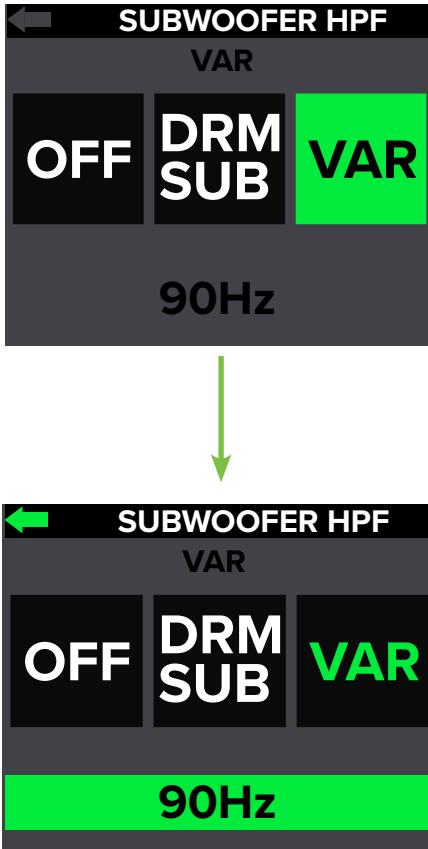 SUBWOOFER HPF
VAR
OFF
DRM
SUB
VAR
90Hz
SUBWOOFER HPF
VAR
OFF
DRM
SUB
VAR
90Hz